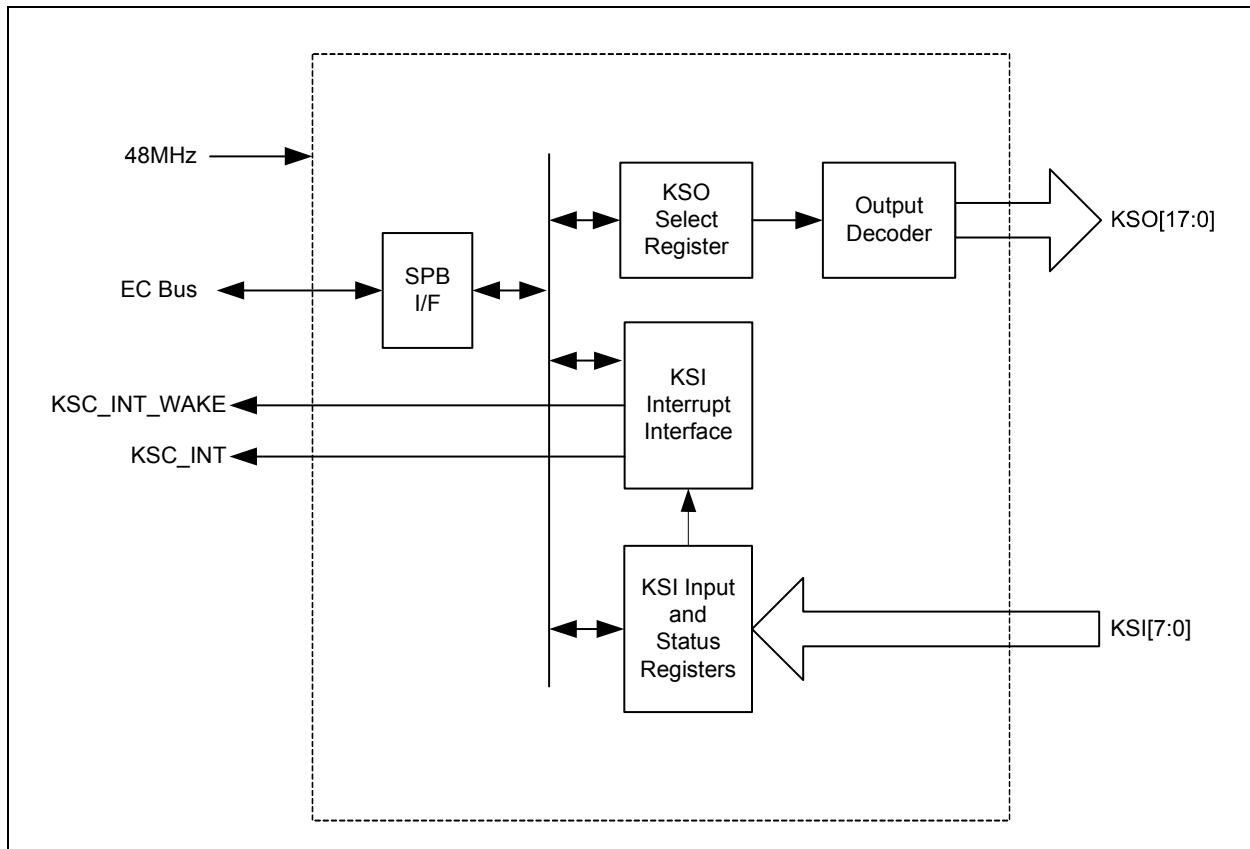 48MHz
KSO
Select
Register
Output
Decoder
KSO[17:0]
EC Bus
SPB
I/F
KSI
Interrupt
Interface
KSC_INT_WAKE
KSC_INT
KSI Input
and
Status
Registers
KSI[7:0]